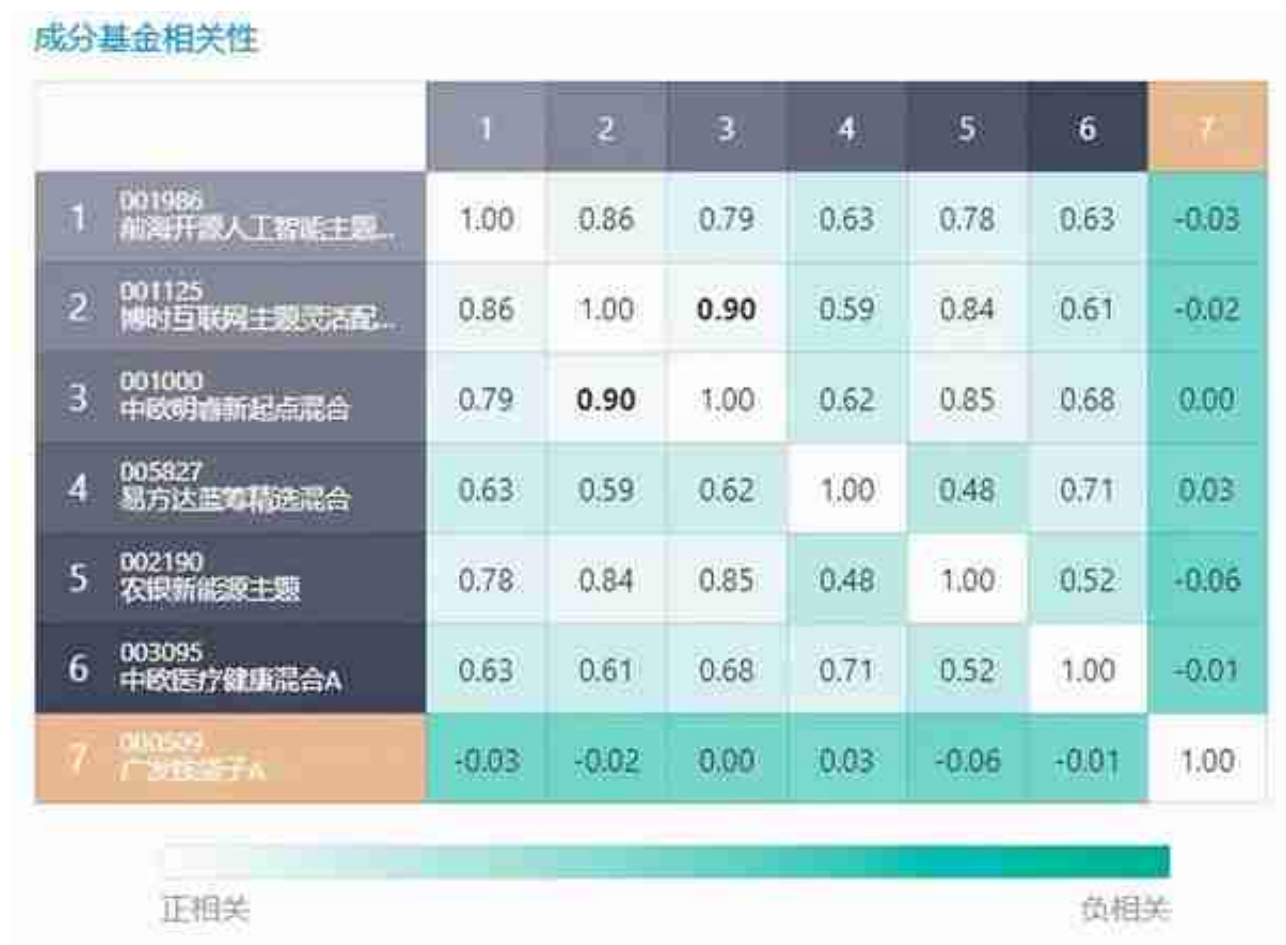 成分基金相关性
1 2 3 4 5 6 7
1 001986 1.00 0.86 0.79 0.63 0.78 0.63 -0.03
前海开源人工智能主题...
2 001125 0.86 1.00 0.90 0.59 0.84 0.61 -0.02
博时互联网主题灵活配...
3 001000 0.79 0.90 1.00 0.62 0.85 0.68 0.00
中欧明睿新起点混合
4 005827 0.63 0.59 0.62 1.00 0.48 0.71 0.03
易方达蓝筹精选混合
5 002190 0.78 0.84 0.85 0.48 1.00 0.52 -0.06
农银新能源主题
6 003095 0.63 0.61 0.68 0.71 0.52 1.00 -0.01
中欧医疗健康混合A
7 000509 -0.03 -0.02 0.00 0.03 -0.06 -0.01 1.00
广发钱袋子A
正相关 负相关